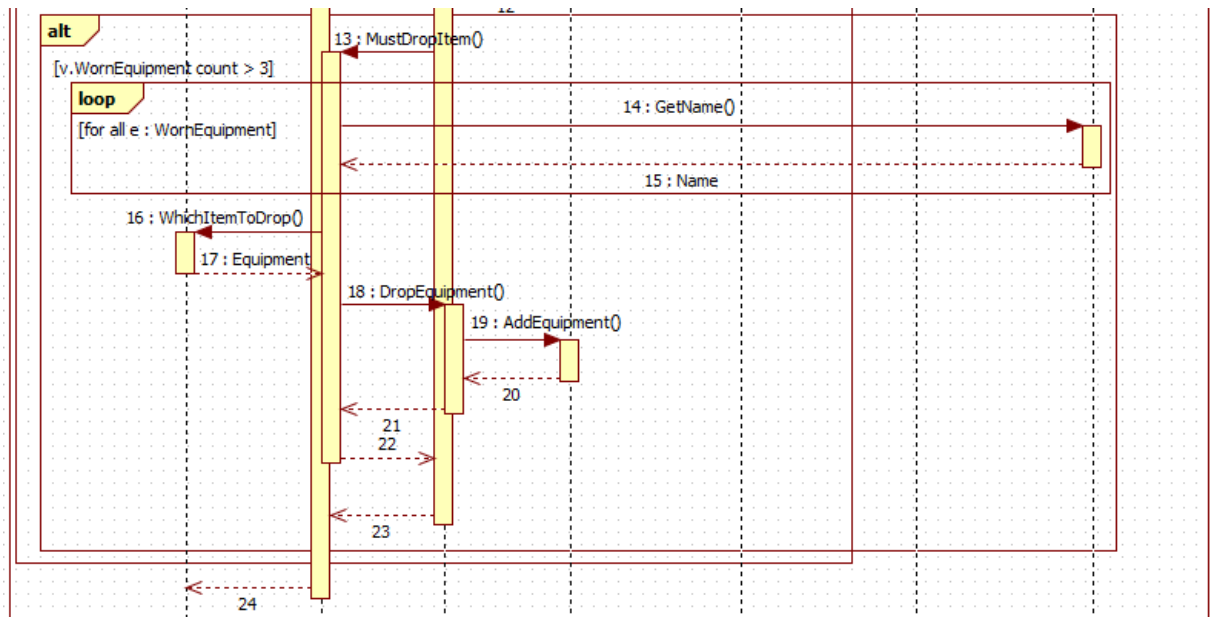 12
alt
13 : MustDropItem()
[v.WornEquipment count > 3]
loop
14 : GetName()
[for all e : WornEquipment]
15 : Name
16 : WhichItemToDrop()
17 : Equipment
18 : DropEquipment()
19 : AddEquipment()
20
21
22
23
24